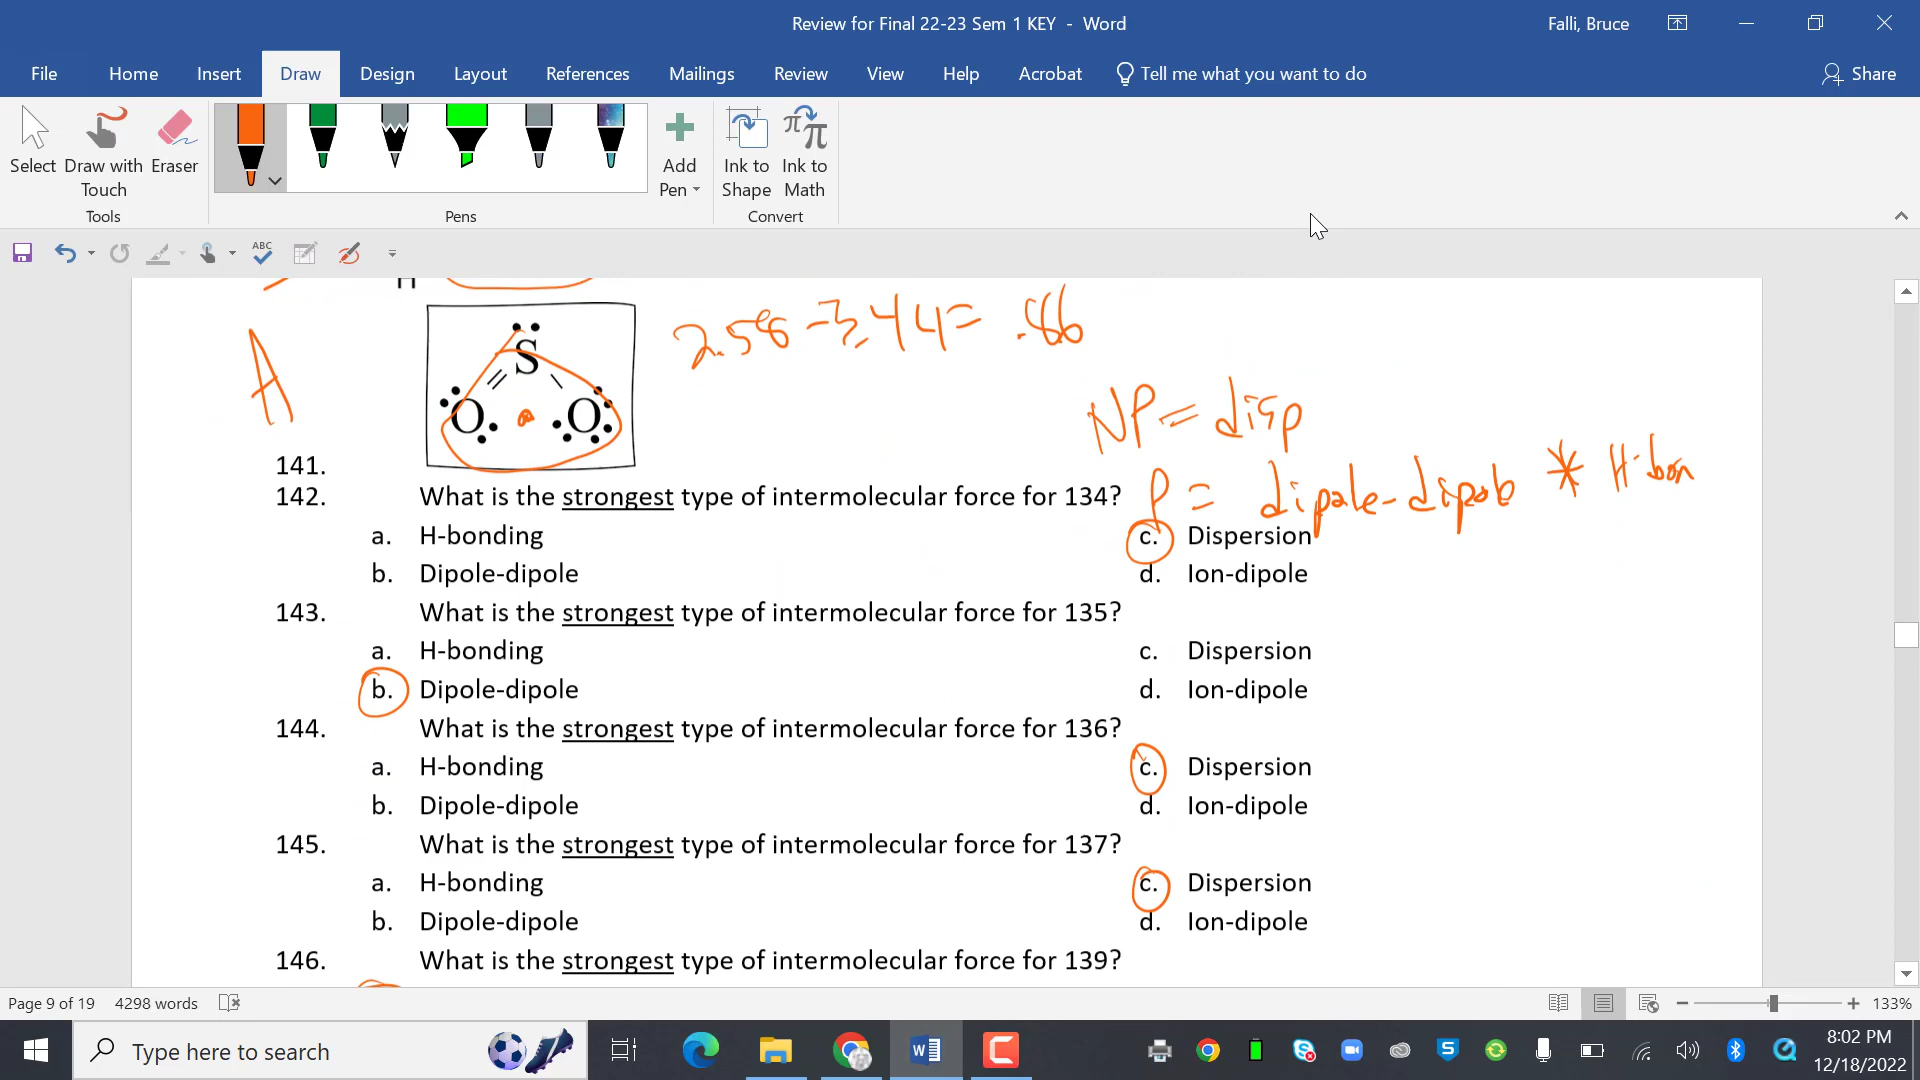 Review for Final 22-23 Sem 1 KEY - Word
Falli, Bruce
File Home Insert Draw Design Layout References Mailings Review View Help Acrobat Tell me what you want to do Share
Select Draw with Touch Eraser Add Pen Ink to Shape Ink to Math
Tools Pens Convert
ABC
H
A
S
O O
2.58 - 3.44 = .86
NP = disp
P = dipole-dipole * H-bon
141.
142. What is the strongest type of intermolecular force for 134?
a. H-bonding c. Dispersion
b. Dipole-dipole d. Ion-dipole
143. What is the strongest type of intermolecular force for 135?
a. H-bonding c. Dispersion
b. Dipole-dipole d. Ion-dipole
144. What is the strongest type of intermolecular force for 136?
a. H-bonding c. Dispersion
b. Dipole-dipole d. Ion-dipole
145. What is the strongest type of intermolecular force for 137?
a. H-bonding c. Dispersion
b. Dipole-dipole d. Ion-dipole
146. What is the strongest type of intermolecular force for 139?
Page 9 of 19 4298 words 133%
Type here to search
8:02 PM
12/18/2022